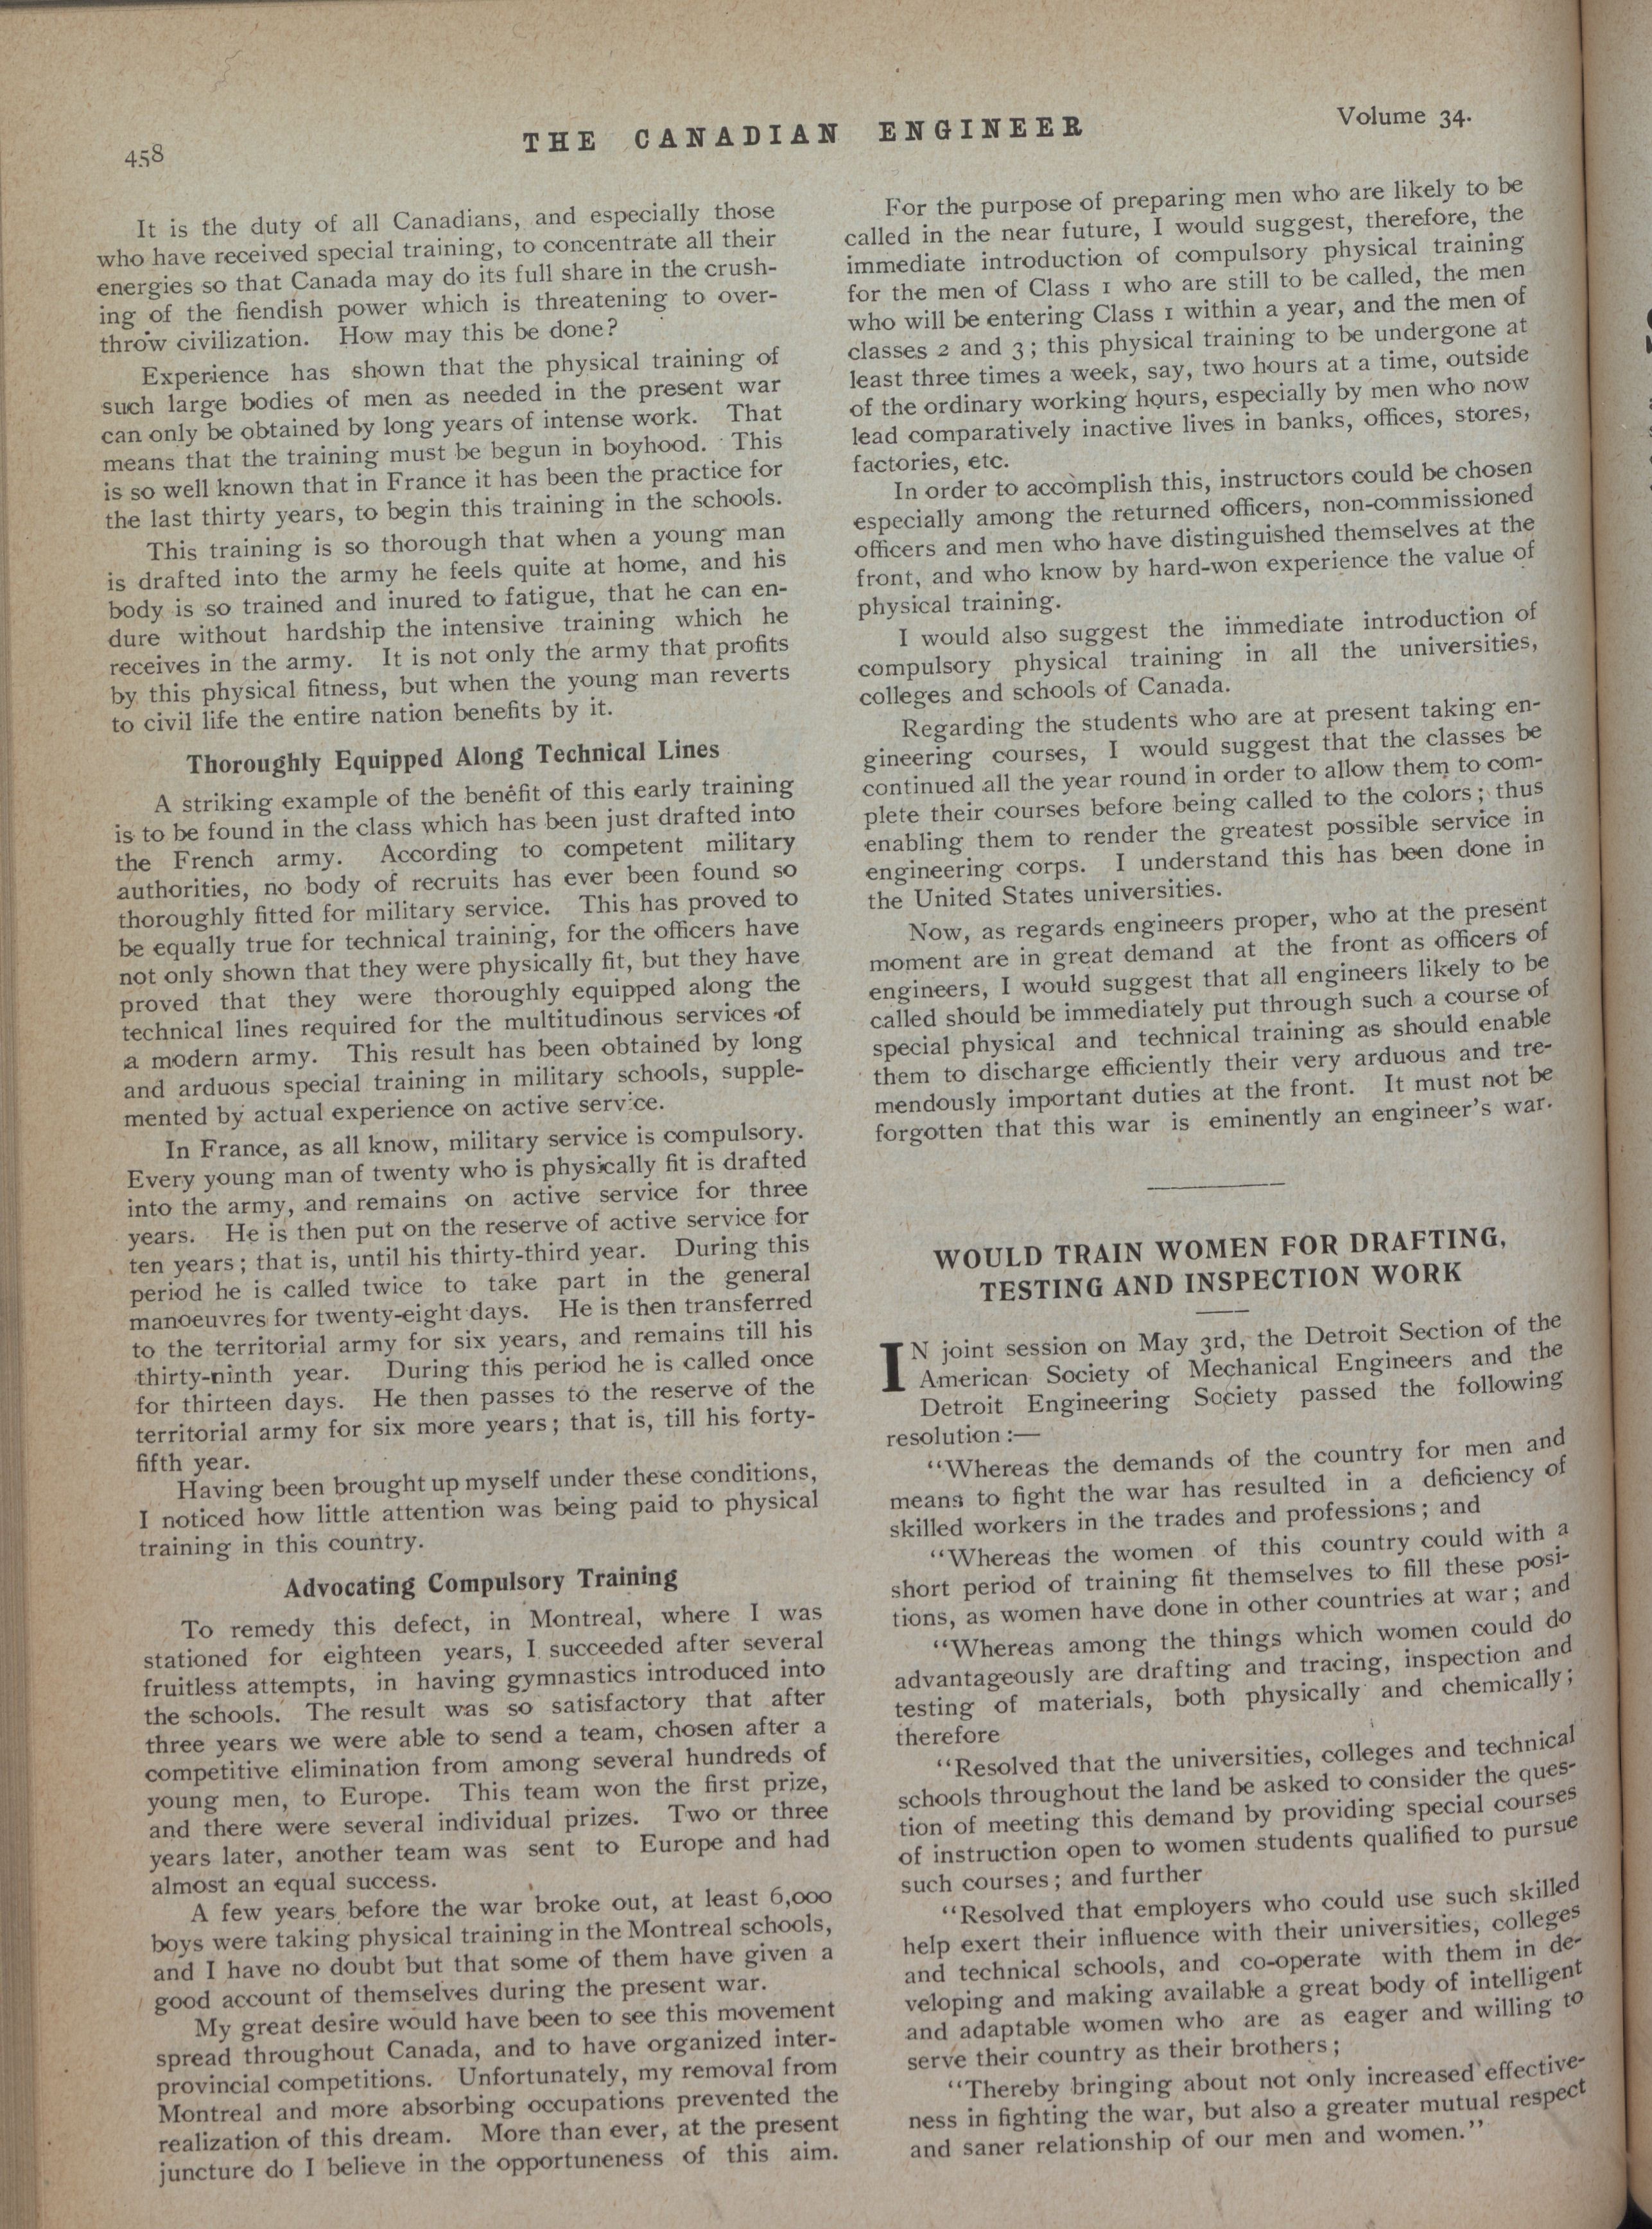 458
THE CANADIAN ENGINEER
Volume 34.
It is the duty of all Canadians, and especially those
who have received special training, to concentrate all their
energies so that Canada may do its full share in the crush-
ing of the fiendish power which is threatening to over-
throw civilization. How may this be done?
Experience has shown that the physical training of
such large bodies of men as needed in the present war
can only be obtained by long years of intense work. That
means that the training must be begun in boyhood. This
is so well known that in France it has been the practice for
the last thirty years, to begin this training in the schools.
This training is so thorough that when a young man
is drafted into the army he feels quite at home, and his
body is so trained and inured to fatigue, that he can en-
dure without hardship the intensive training which he
receives in the army. It is not only the army that profits
by this physical fitness, but when the young man reverts
to civil life the entire nation benefits by it.
Thoroughly Equipped Along Technical Lines
A striking example of the benefit of this early training
is to be found in the class which has been just drafted into
the French army. According to competent military
authorities, no body of recruits has ever been found so
thoroughly fitted for military service. This has proved to
be equally true for technical training, for the officers have
not only shown that they were physically fit, but they have
proved that they were thoroughly equipped along the
technical lines required for the multitudinous services of
a modern army. This result has been obtained by long
and arduous special training in military schools, supple-
mented by actual experience on active service.
In France, as all know, military service is compulsory.
Every young man of twenty who is physically fit is drafted
into the army, and remains on active service for three
years. He is then put on the reserve of active service for
ten years; that is, until his thirty-third year. During this
period he is called twice to take part in the general
manoeuvres for twenty-eight days. He is then transferred
to the territorial army for six years, and remains till his
thirty-ninth year. During this period he is called once
for thirteen days. He then passes to the reserve of the
territorial army for six more years; that is, till his forty-
fifth year.
Having been brought up myself under these conditions,
I noticed how little attention was being paid to physical
training in this country.
Advocating Compulsory Training
To remedy this defect, in Montreal, where I was
stationed for eighteen years, I succeeded after several
fruitless attempts, in having gymnastics introduced into
the schools. The result was so satisfactory that after
three years we were able to send a team, chosen after a
competitive elimination from among several hundreds of
young men, to Europe. This team won the first prize,
and there were several individual prizes. Two or three
years later, another team was sent to Europe and had
almost an equal success.
A few years before the war broke out, at least 6,000
boys were taking physical training in the Montreal schools,
and I have no doubt but that some of them have given a
good account of themselves during the present war.
My great desire would have been to see this movement
spread throughout Canada, and to have organized inter-
provincial competitions. Unfortunately, my removal from
Montreal and more absorbing occupations prevented the
realization of this dream. More than ever, at the present
juncture do I believe in the opportuneness of this aim.
For the purpose of preparing men who are likely to be
called in the near future, I would suggest, therefore, the
immediate introduction of compulsory physical training
for the men of Class 1 who are still to be called, the men
who will be entering Class 1 within a year, and the men of
classes 2 and 3; this physical training to be undergone at
least three times a week, say, two hours at a time, outside
of the ordinary working hours, especially by men who now
lead comparatively inactive lives in banks, offices, stores,
factories, etc.
In order to accomplish this, instructors could be chosen
especially among the returned officers, non-commissioned
officers and men who have distinguished themselves at the
front, and who know by hard-won experience the value of
physical training.
I would also suggest the immediate introduction of
compulsory physical training in all the universities,
colleges and schools of Canada.
Regarding the students who are at present taking en-
gineering courses, I would suggest that the classes be
continued all the year round in order to allow them to com-
plete their courses before being called to the colors; thus
enabling them to render the greatest possible service in
engineering corps. I understand this has been done in
the United States universities.
Now, as regards engineers proper, who at the present
moment are in great demand at the front as officers of
engineers, I would suggest that all engineers likely to be
called should be immediately put through such a course of
special physical and technical training as should enable
them to discharge efficiently their very arduous and tre-
mendously important duties at the front. It must not be
forgotten that this war is eminently an engineer's war.
WOULD TRAIN WOMEN FOR DRAFTING,
TESTING AND INSPECTION WORK
IN joint session on May 3rd, the Detroit Section of the
American Society of Mechanical Engineers and the
Detroit Engineering Society passed the following
resolution:—
"Whereas the demands of the country for men and
means to fight the war has resulted in a deficiency of
skilled workers in the trades and professions; and
"Whereas the women of this country could with a
short period of training fit themselves to fill these posi-
tions, as women have done in other countries at war; and
"Whereas among the things which women could do
advantageously are drafting and tracing, inspection and
testing of materials, both physically and chemically;
therefore
"Resolved that the universities, colleges and technical
schools throughout the land be asked to consider the ques-
tion of meeting this demand by providing special courses
of instruction open to women students qualified to pursue
such courses; and further
"Resolved that employers who could use such skilled
help exert their influence with their universities, colleges
and technical schools, and co-operate with them in de-
veloping and making available a great body of intelligent
and adaptable women who are as eager and willing to
serve their country as their brothers;
"Thereby bringing about not only increased effective-
ness in fighting the war, but also a greater mutual respect
and saner relationship of our men and women."